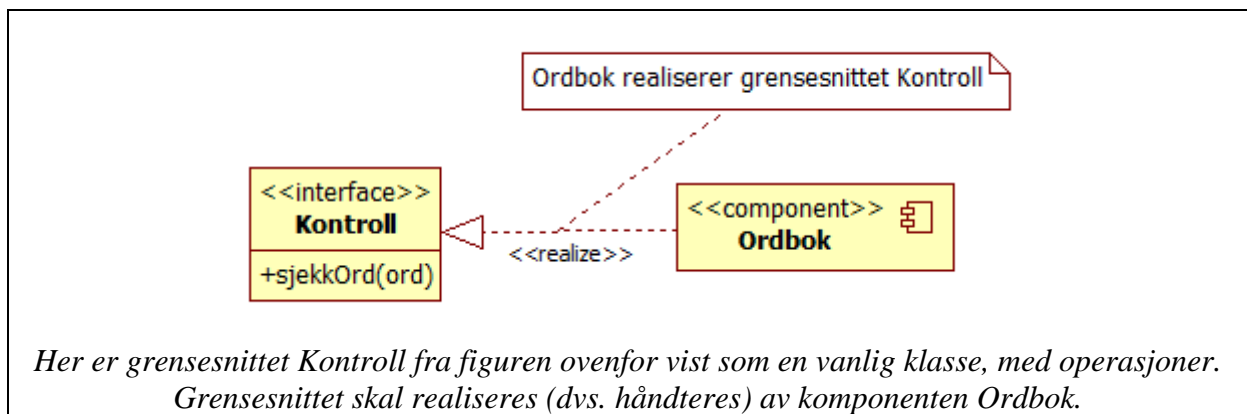 Ordbok realiserer grensesnittet Kontroll
<<interface>>
Kontroll
+sjekkOrd(ord)
<<realize>>
<<component>>
Ordbok
Her er grensesnittet Kontroll fra figuren ovenfor vist som en vanlig klasse, med operasjoner.
Grensesnittet skal realiseres (dvs. håndteres) av komponenten Ordbok.